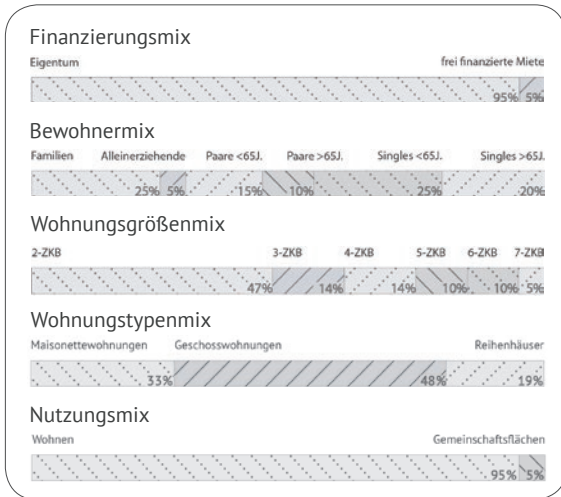 Finanzierungsmix
Eigentum frei finanzierte Miete
95% 5%
Bewohnermix
Familien Alleinerziehende Paare <65J. Paare >65J. Singles <65J. Singles >65J.
25% 5% 15% 10% 25% 20%
Wohnungsgrößenmix
2-ZKB 3-ZKB 4-ZKB 5-ZKB 6-ZKB 7-ZKB
47% 14% 14% 10% 10% 5%
Wohnungstypenmix
Maisonettewohnungen Geschosswohnungen Reihenhäuser
33% 48% 19%
Nutzungsmix
Wohnen Gemeinschaftsflächen
95% 5%